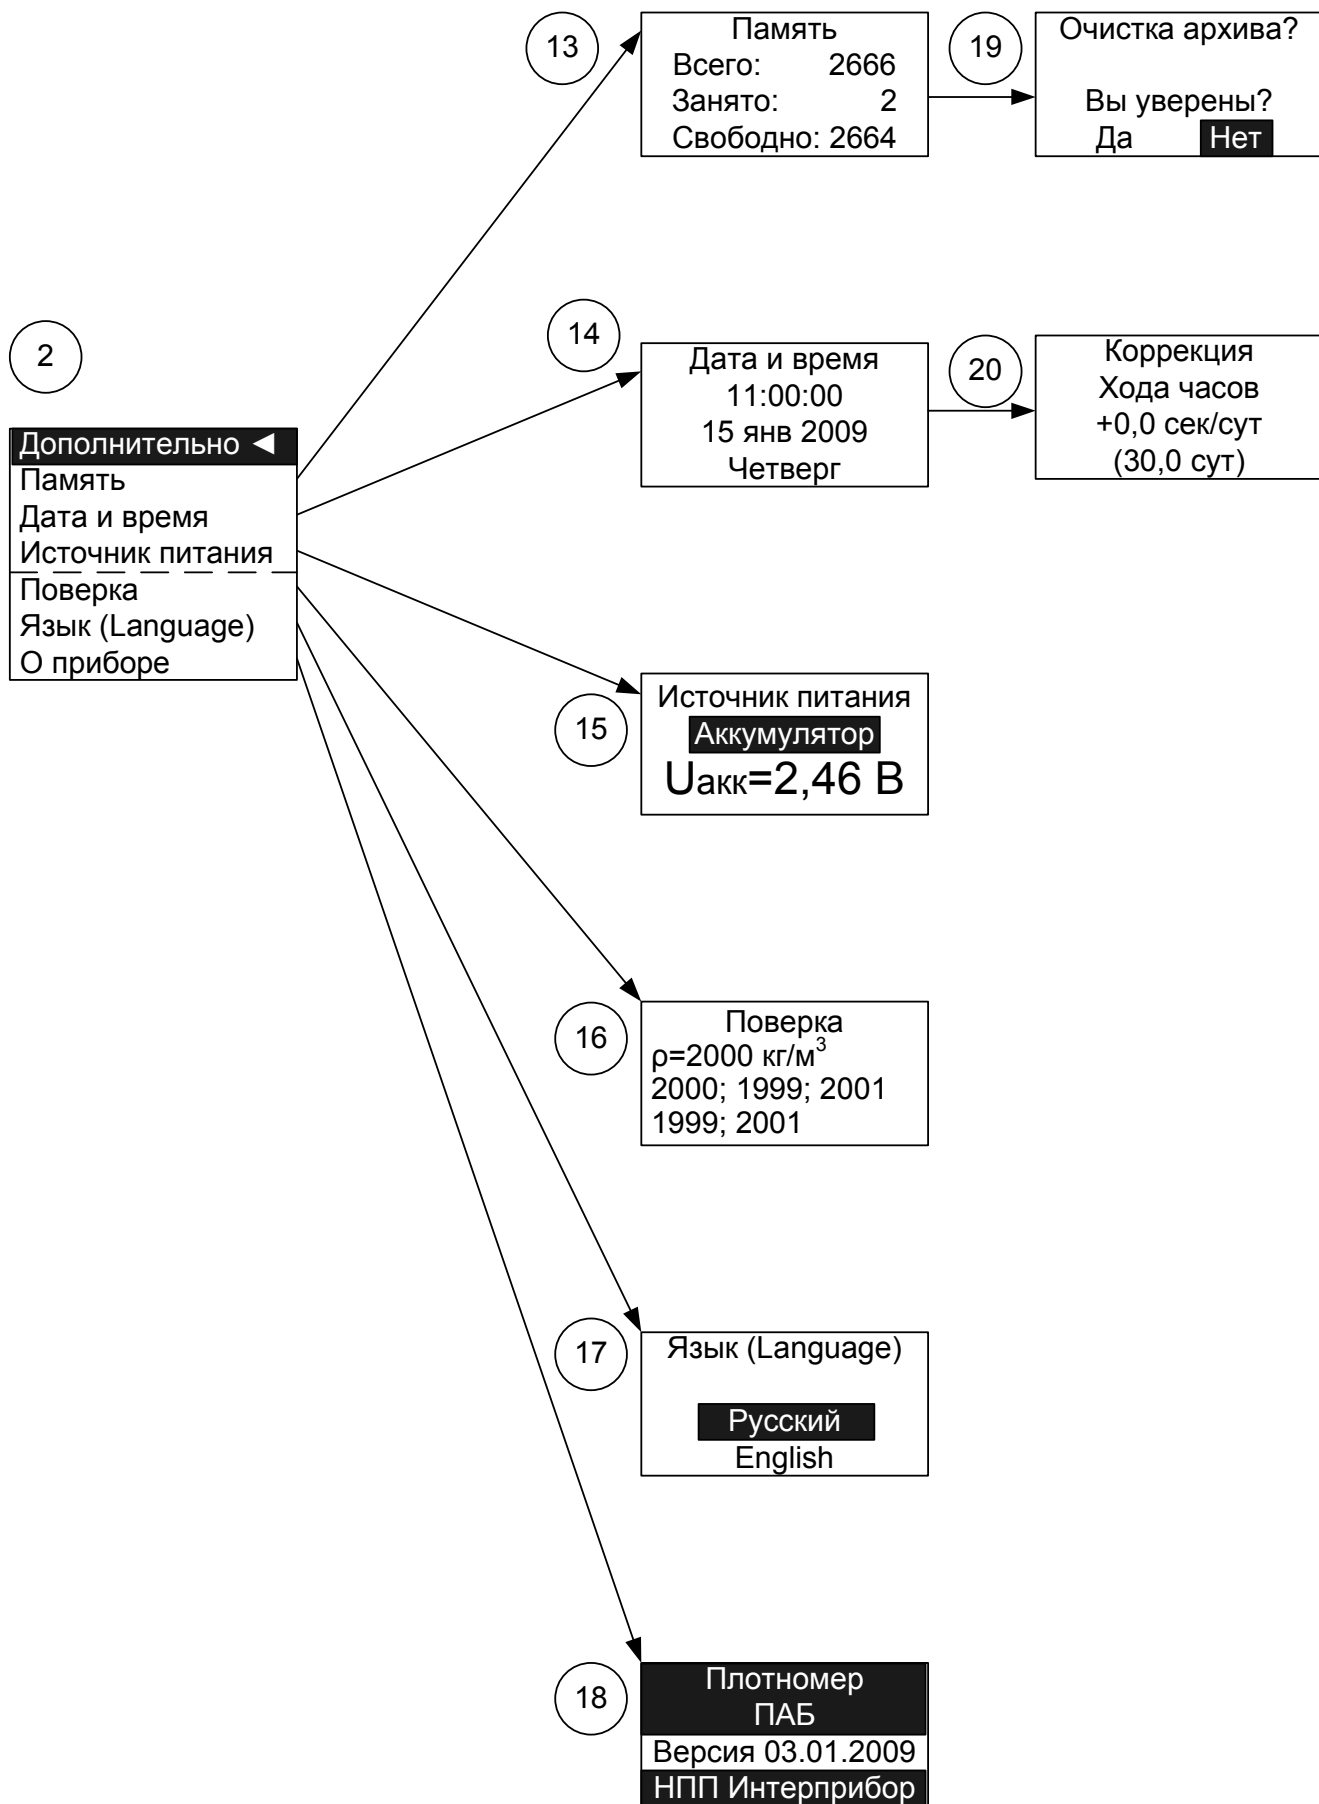 13
Память
Всего: 2666
Занято: 2
Свободно: 2664
19
Очистка архива?
Вы уверены?
Да Нет
2
Дополнительно ◄
Память
Дата и время
Источник питания
Поверка
Язык (Language)
О приборе
14
Дата и время
11:00:00
15 янв 2009
Четверг
20
Коррекция
Хода часов
+0,0 сек/сут
(30,0 сут)
15
Источник питания
Аккумулятор
Uакк=2,46 В
16
Поверка
ρ=2000 кг/м³
2000; 1999; 2001
1999; 2001
17
Язык (Language)
Русский
English
18
Плотномер
ПАБ
Версия 03.01.2009
НПП Интерприбор